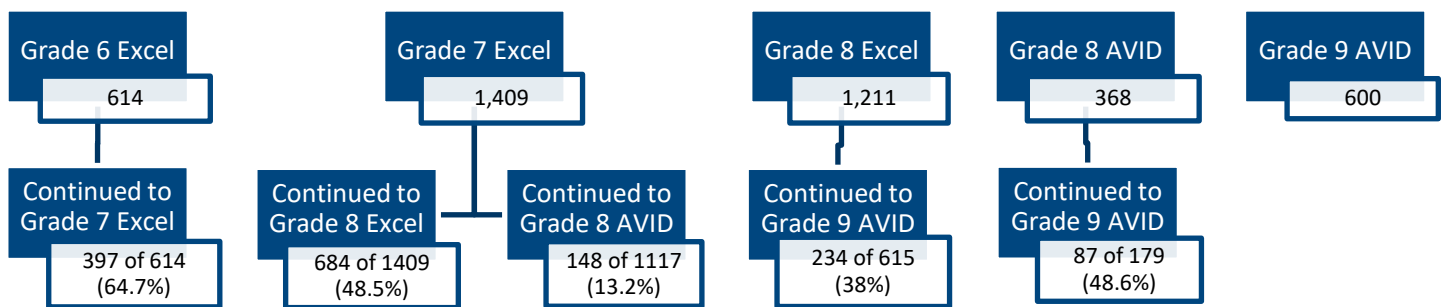 Grade 6 Excel
614
Grade 7 Excel
1,409
Grade 8 Excel
1,211
Grade 8 AVID
368
Grade 9 AVID
600
Continued to
Grade 7 Excel
397 of 614
(64.7%)
Continued to
Grade 8 Excel
684 of 1409
(48.5%)
Continued to
Grade 8 AVID
148 of 1117
(13.2%)
Continued to
Grade 9 AVID
234 of 615
(38%)
Continued to
Grade 9 AVID
87 of 179
(48.6%)